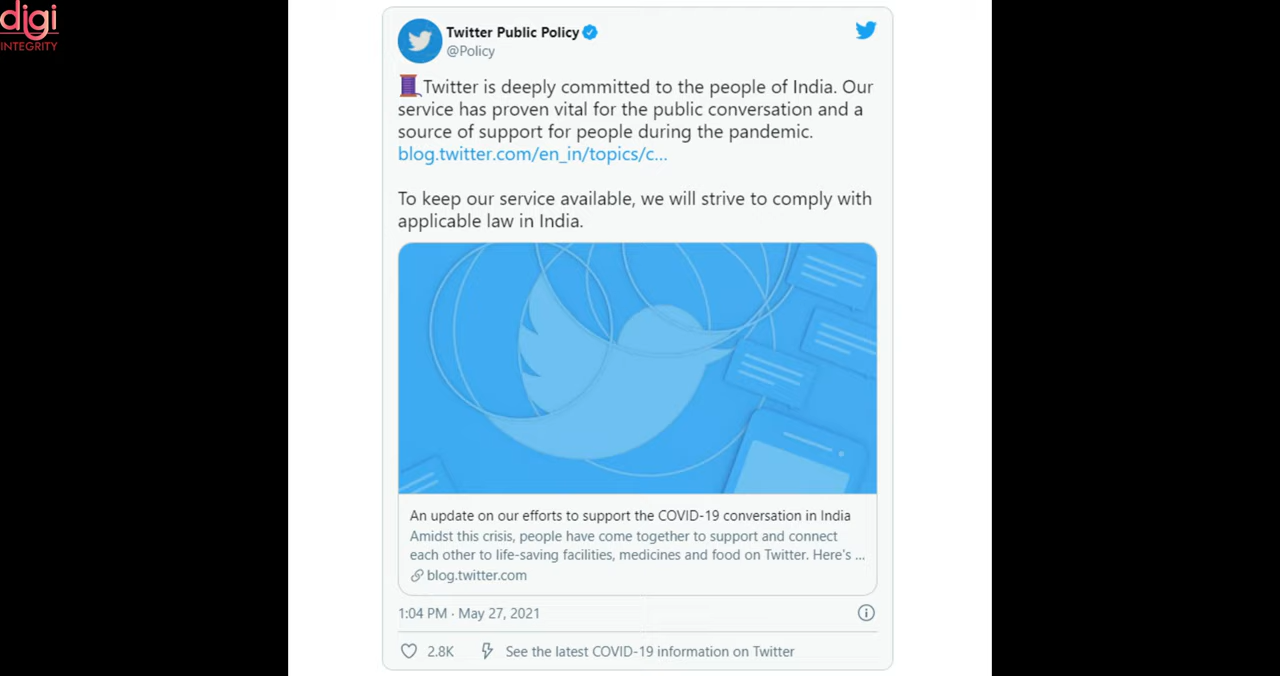 digi
INTEGRITY
Twitter Public Policy
@Policy
🧵Twitter is deeply committed to the people of India. Our
service has proven vital for the public conversation and a
source of support for people during the pandemic.
blog.twitter.com/en_in/topics/c...
To keep our service available, we will strive to comply with
applicable law in India.
An update on our efforts to support the COVID-19 conversation in India
Amidst this crisis, people have come together to support and connect
each other to life-saving facilities, medicines and food on Twitter. Here's ...
blog.twitter.com
1:04 PM · May 27, 2021
2.8K
See the latest COVID-19 information on Twitter